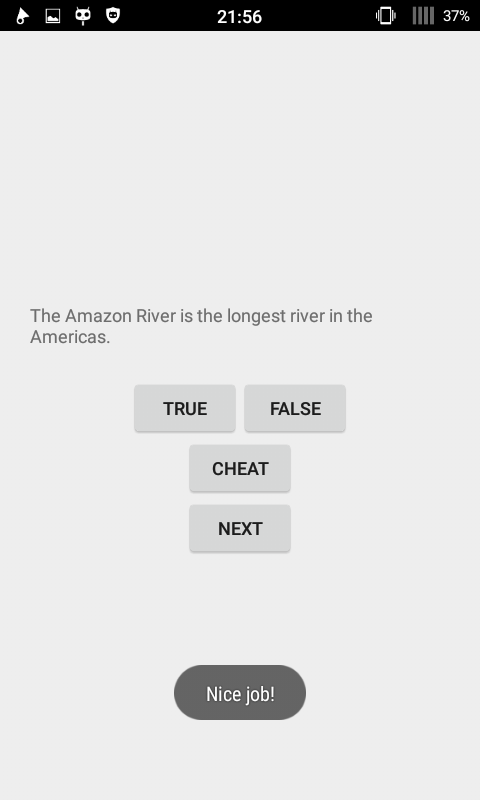 21:56
37%
The Amazon River is the longest river in the
Americas.
TRUE
FALSE
CHEAT
NEXT
Nice job!